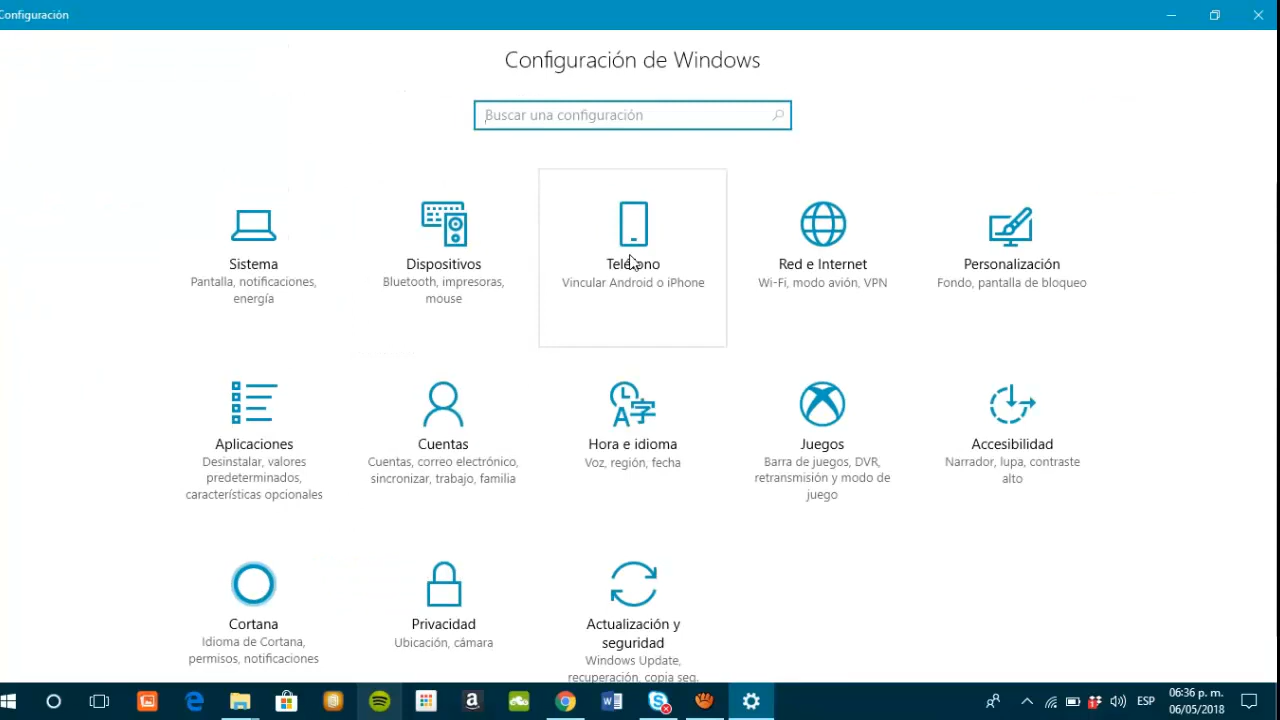 Configuración
Configuración de Windows
Buscar una configuración
Sistema
Pantalla, notificaciones,
energía
Dispositivos
Bluetooth, impresoras,
mouse
Teléfono
Vincular Android o iPhone
Red e Internet
Wi-Fi, modo avión, VPN
Personalización
Fondo, pantalla de bloqueo
Aplicaciones
Desinstalar, valores
predeterminados,
características opcionales
Cuentas
Cuentas, correo electrónico,
sincronizar, trabajo, familia
Hora e idioma
Voz, región, fecha
Juegos
Barra de juegos, DVR,
retransmisión y modo de
juego
Accesibilidad
Narrador, lupa, contraste
alto
Cortana
Idioma de Cortana,
permisos, notificaciones
Privacidad
Ubicación, cámara
Actualización y
seguridad
Windows Update,
recuperación, copia seg.
ESP
06:36 p. m.
06/05/2018